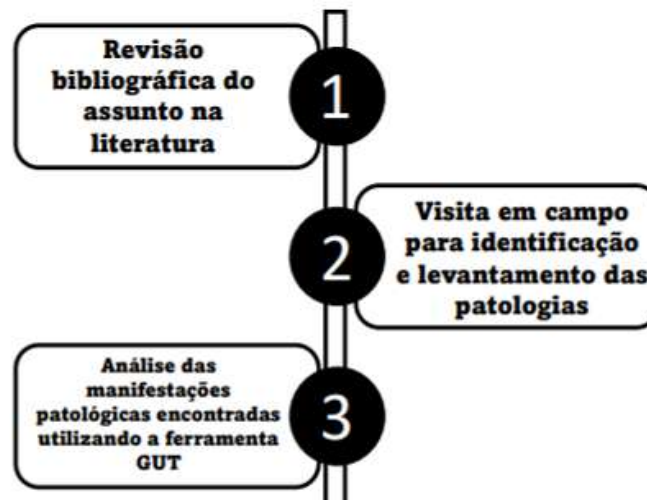 Revisão
bibliográfica do
assunto na
literatura
1
Visita em campo
para identificação
e levantamento das
patologias
2
Análise das
manifestações
patológicas encontradas
utilizando a ferramenta
GUT
3